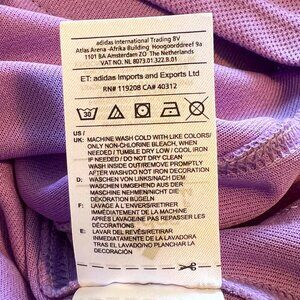 adidas International Trading BV
Atlas Arena -Afrika Building Hoogoorddreef 9a
1101 BA Amsterdam ZO The Netherlands
VAT NO. NL 8073.01.322.B.01
ET: adidas Imports and Exports Ltd
RN# 119208 CA# 40312
30
US:/
UK: MACHINE WASH COLD WITH LIKE COLORS/
ONLY NON-CHLORINE BLEACH, WHEN
NEEDED / TUMBLE DRY LOW / COOL IRON
IF NEEDED / DO NOT DRY CLEAN
WASH INSIDE OUT/REMOVE PROMPTLY
AFTER WASH/DO NOT IRON DECORATION
D: WASCHEN VON LINKS/NACH DEM
WASCHEN UMGEHEND AUS DER
MASCHINE NEHMEN/NICHT DIE
DEKORATION BÜGELN
F: LAVAGE À L'ENVERS/RETIRER
IMMÉDIATEMENT DE LA MACHINE
APRÈS LAVAGE/NE PAS REPASSER LES
DÉCORATIONS
E: LAVAR DEL REVÉS/RETIRAR
INMEDIATAMENTE DE LA LAVADORA
TRAS EL LAVADO/NO PLANCHAR LA
DECORACIÓN